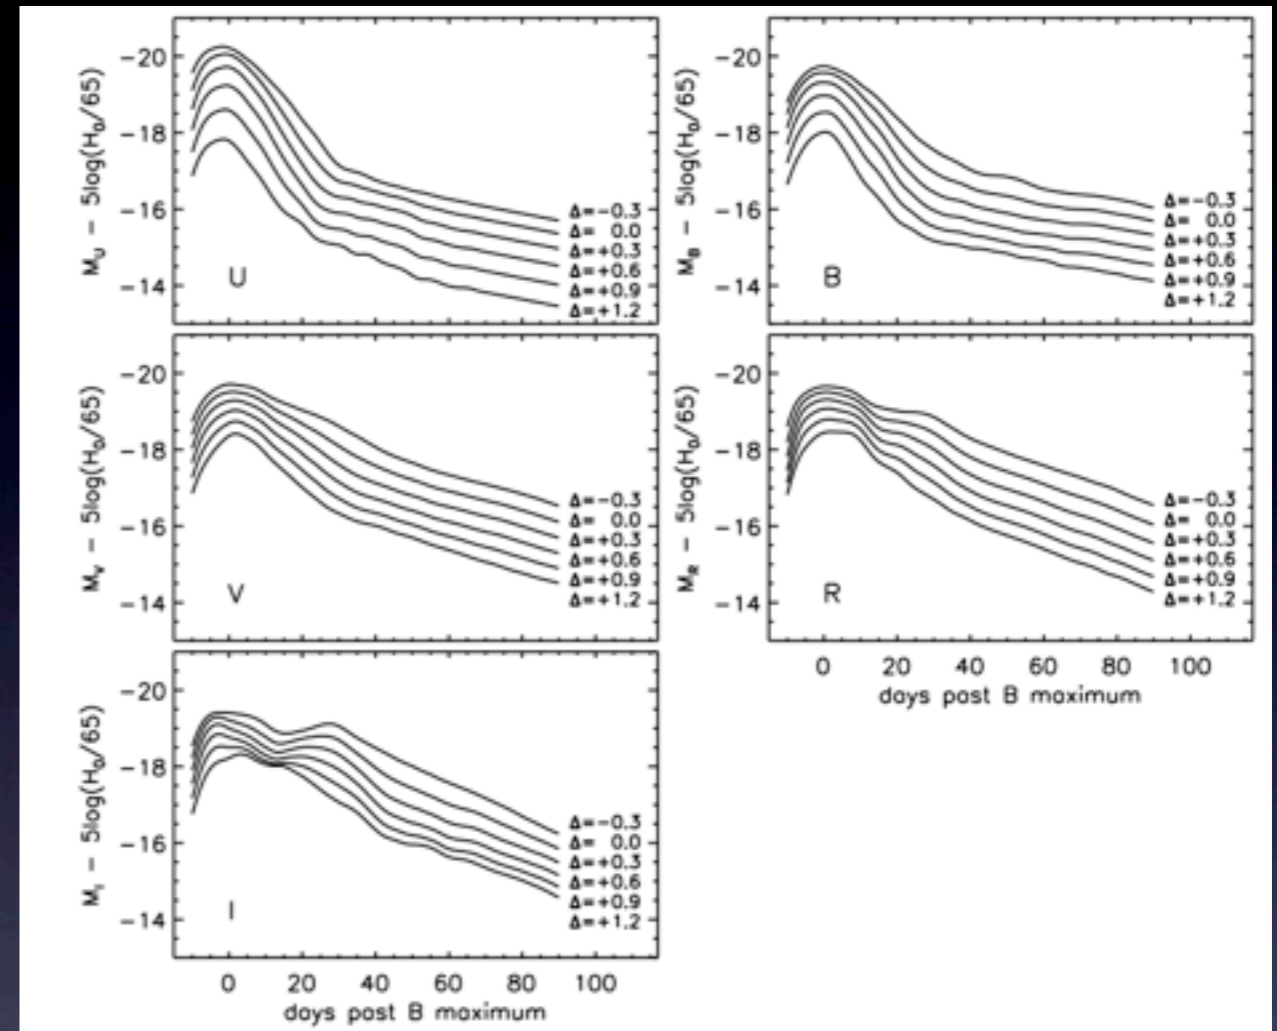 M_U − 5log(H_0/65)
−20
−18
−16
−14
U
Δ=−0.3
Δ= 0.0
Δ=+0.3
Δ=+0.6
Δ=+0.9
Δ=+1.2
M_B − 5log(H_0/65)
−20
−18
−16
−14
B
Δ=−0.3
Δ= 0.0
Δ=+0.3
Δ=+0.6
Δ=+0.9
Δ=+1.2
M_V − 5log(H_0/65)
−20
−18
−16
−14
V
Δ=−0.3
Δ= 0.0
Δ=+0.3
Δ=+0.6
Δ=+0.9
Δ=+1.2
M_R − 5log(H_0/65)
−20
−18
−16
−14
R
Δ=−0.3
Δ= 0.0
Δ=+0.3
Δ=+0.6
Δ=+0.9
Δ=+1.2
0 20 40 60 80 100
days past B maximum
M_I − 5log(H_0/65)
−20
−18
−16
−14
I
Δ=−0.3
Δ= 0.0
Δ=+0.3
Δ=+0.6
Δ=+0.9
Δ=+1.2
0 20 40 60 80 100
days past B maximum